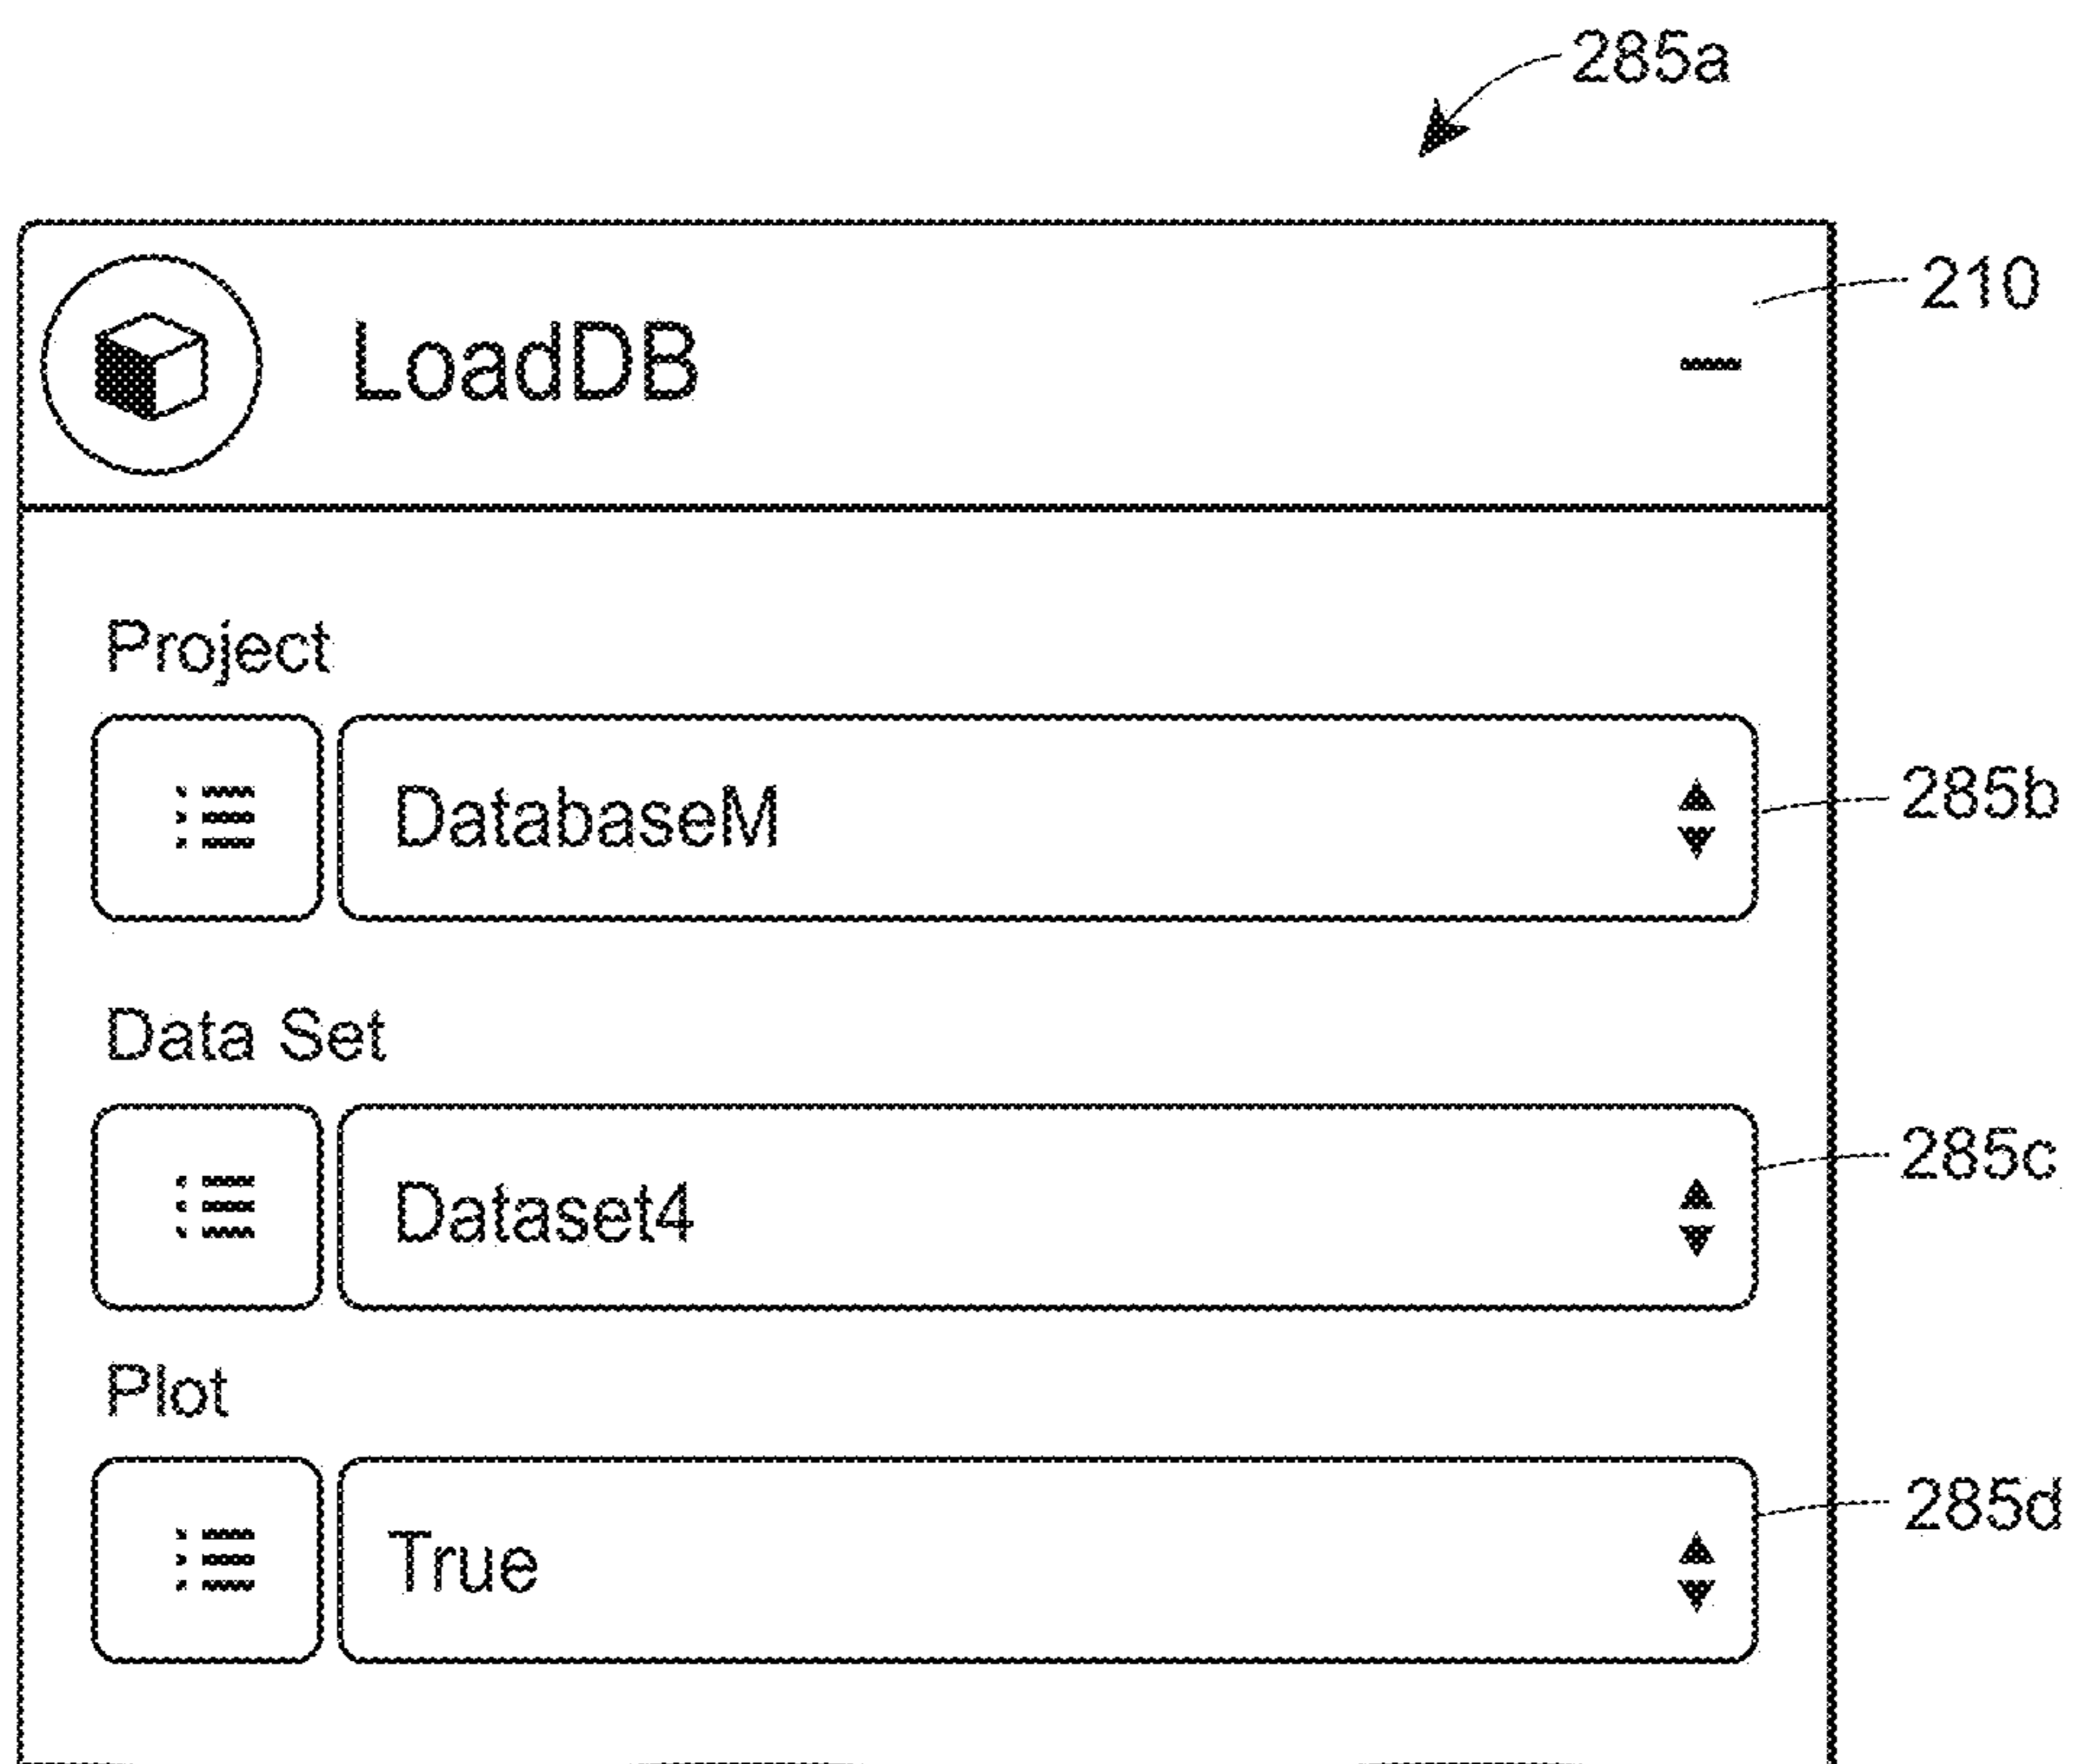 285a
210
LoadDB
Project
DatabaseM
285b
Data Set
Dataset4
285c
Plot
True
285d